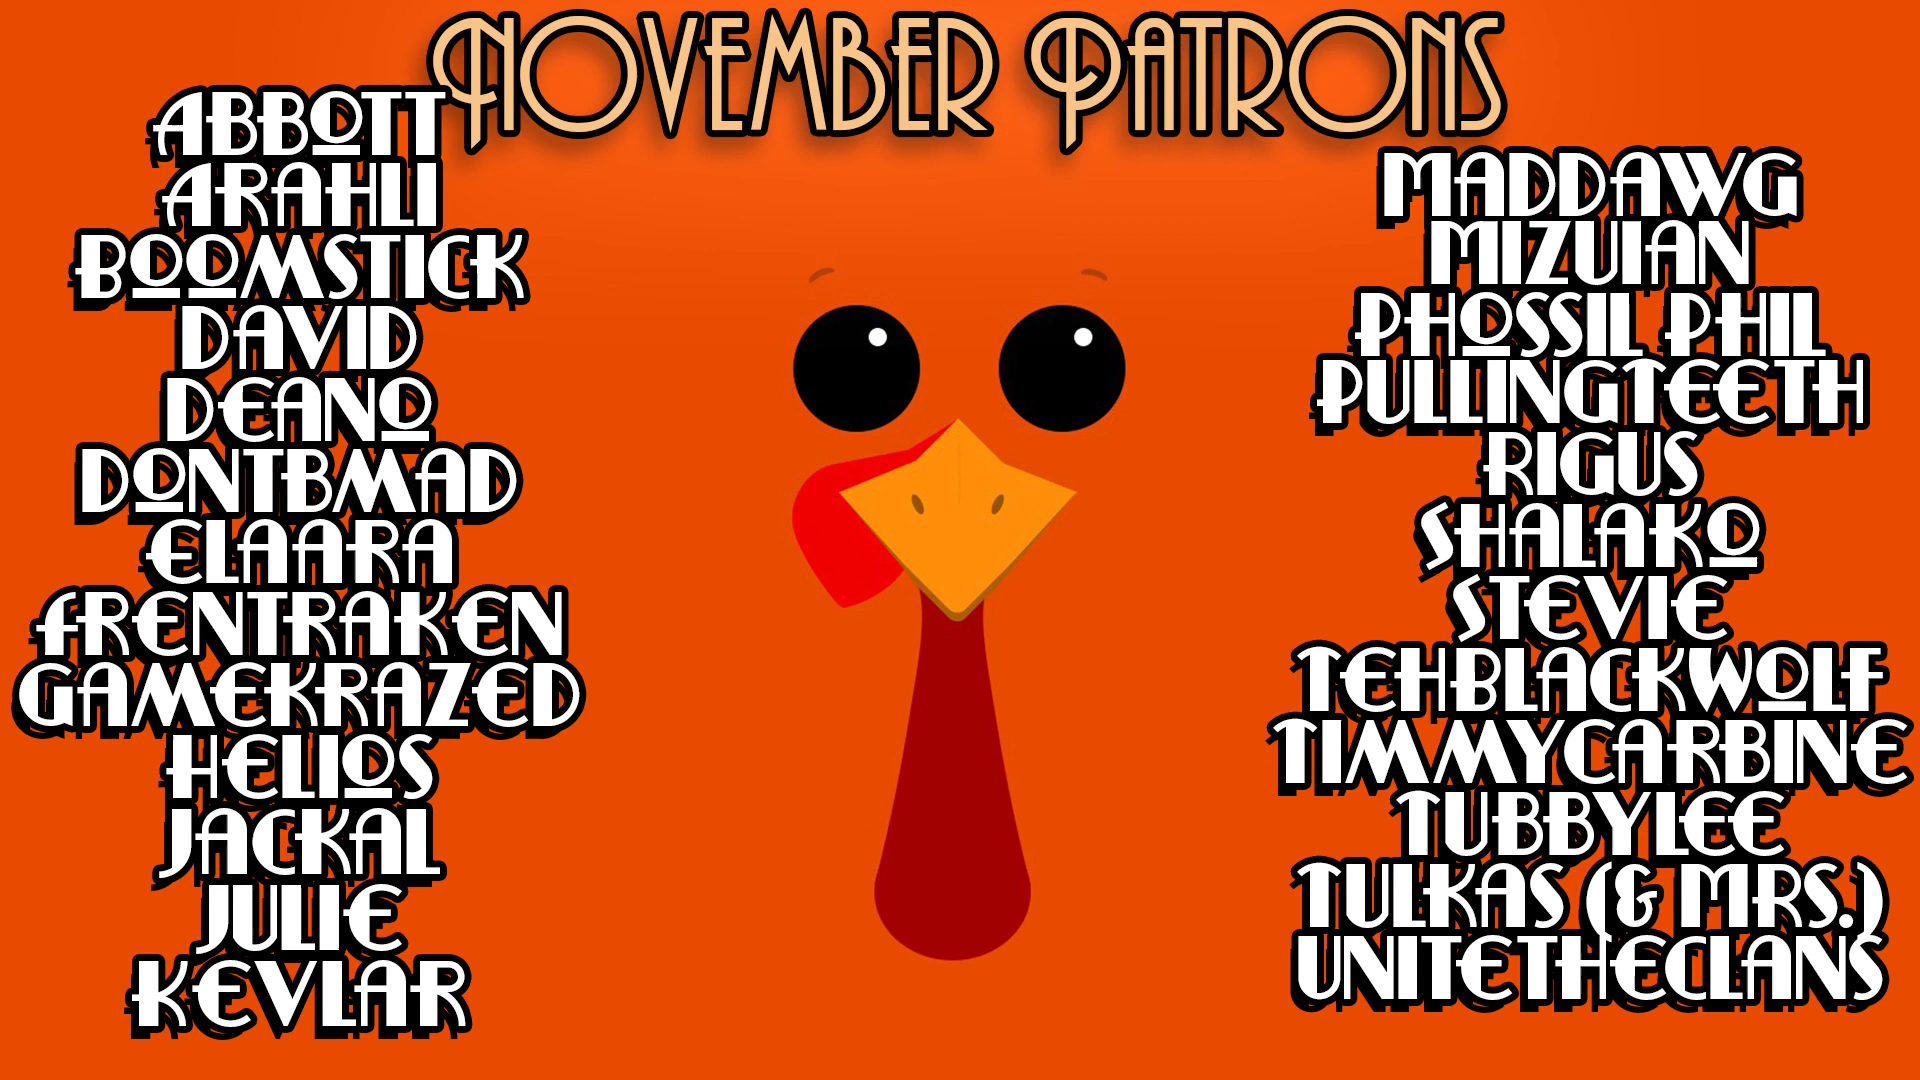 November Patrons
Abbott
Arahli
Boomstick
David
Deano
Dontbmad
Elaara
Frentraken
Gamekrazed
Helios
Jackal
Julie
Kevlar
Maddawg
Mizuian
Phossil Phil
Pullingteeth
Rigus
Shalako
Stevie
Tehblackwolf
Timmycarbine
Tubbylee
Tulkas (& Mrs.)
Unitetheclans